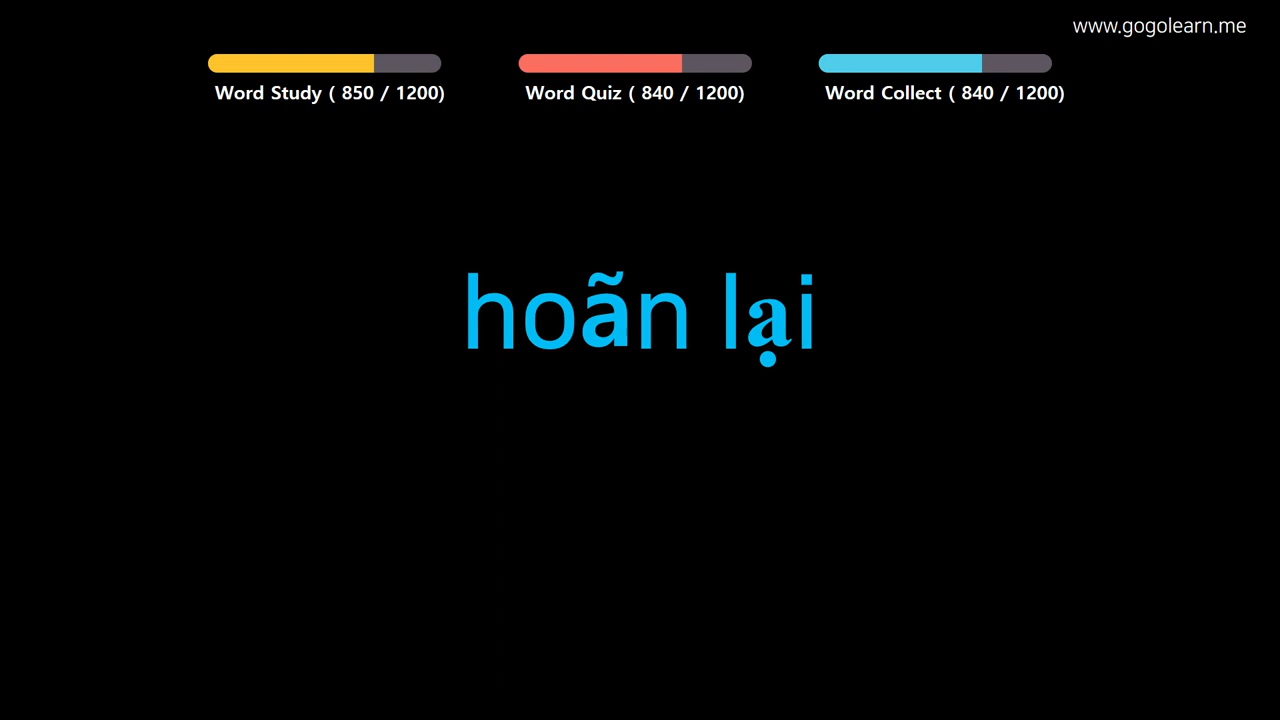 www.gogolearn.me
Word Study ( 850 / 1200)
Word Quiz ( 840 / 1200)
Word Collect ( 840 / 1200)
hoãn lại